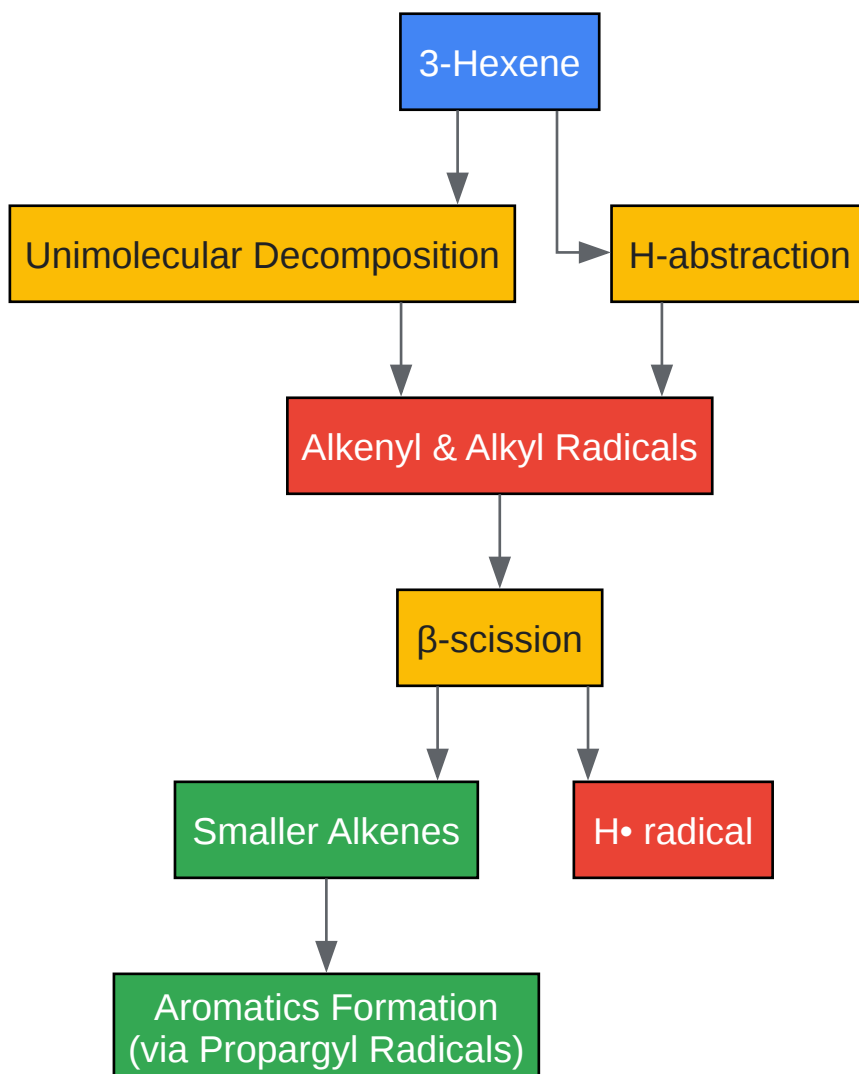 3-Hexene
Unimolecular Decomposition
H-abstraction
Alkenyl & Alkyl Radicals
β-scission
Smaller Alkenes
H• radical
Aromatics Formation
(via Propargyl Radicals)